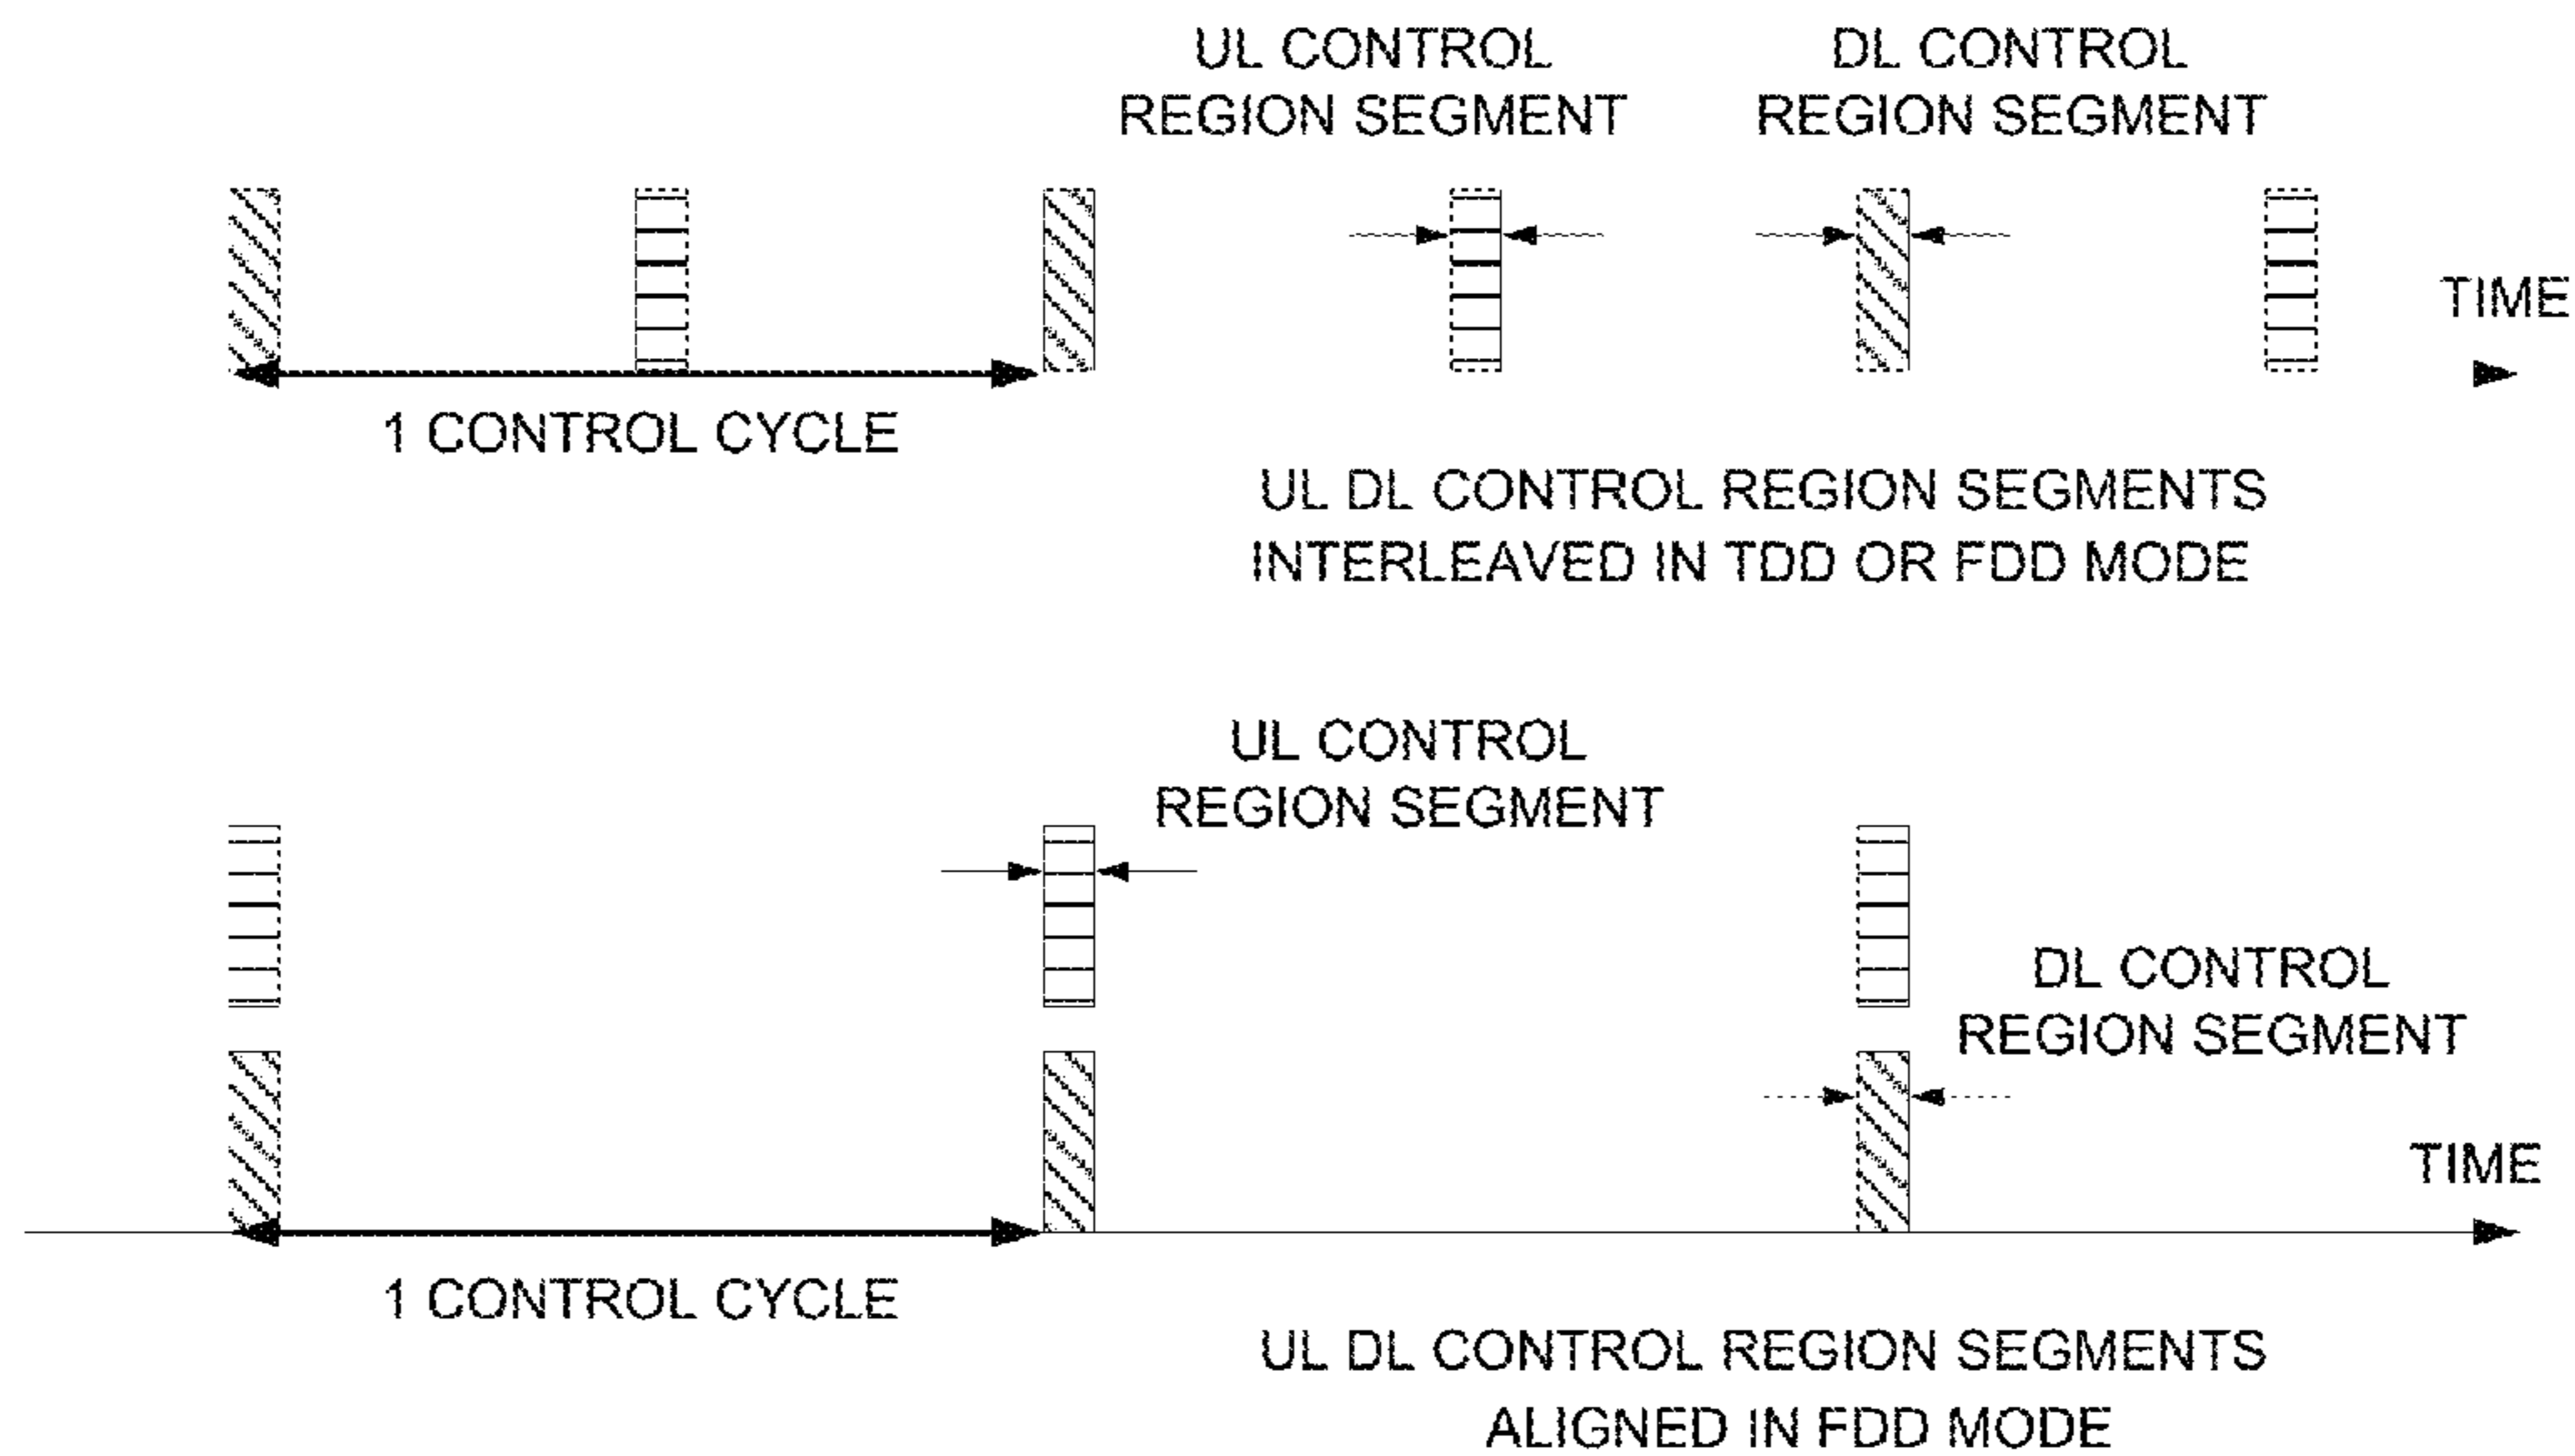 UL CONTROL
REGION SEGMENT
DL CONTROL
REGION SEGMENT
TIME
1 CONTROL CYCLE
UL DL CONTROL REGION SEGMENTS
INTERLEAVED IN TDD OR FDD MODE
UL CONTROL
REGION SEGMENT
DL CONTROL
REGION SEGMENT
TIME
1 CONTROL CYCLE
UL DL CONTROL REGION SEGMENTS
ALIGNED IN FDD MODE